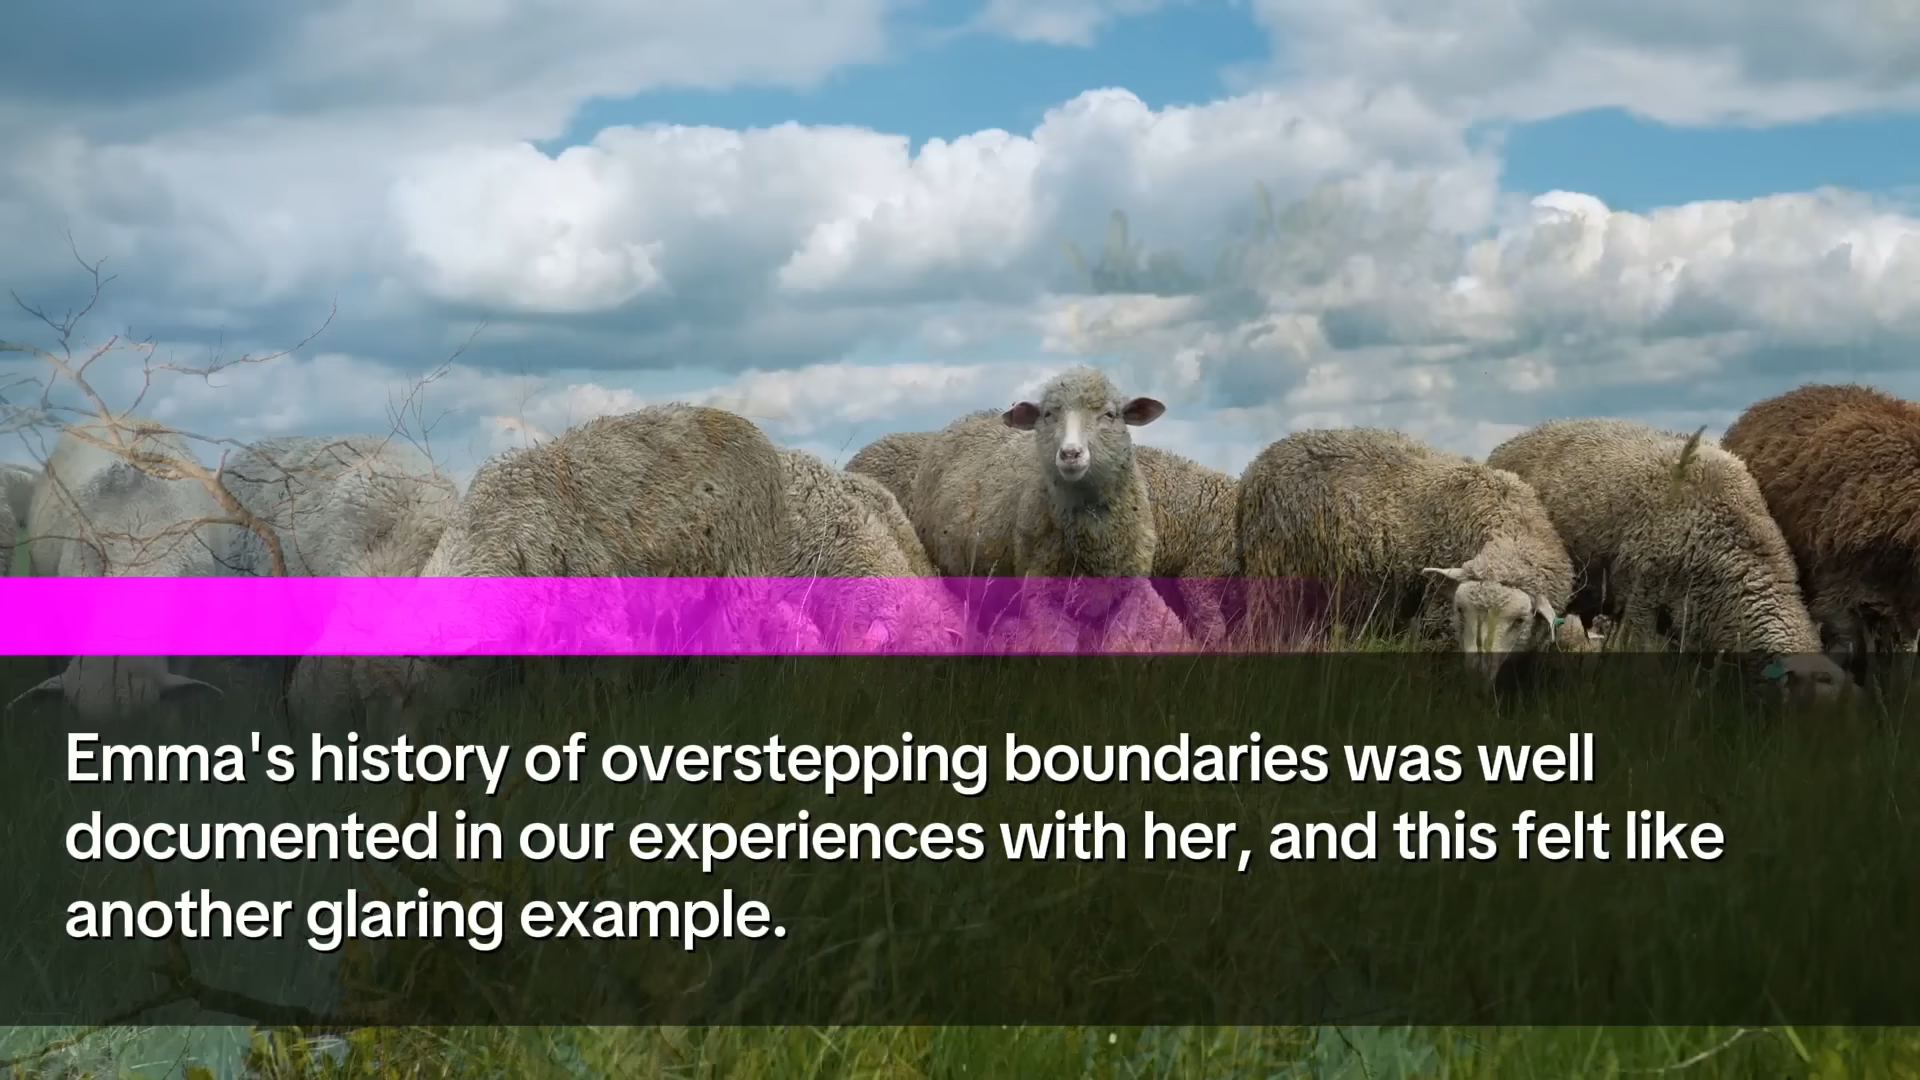 Emma's history of overstepping boundaries was well
documented in our experiences with her, and this felt like
another glaring example.